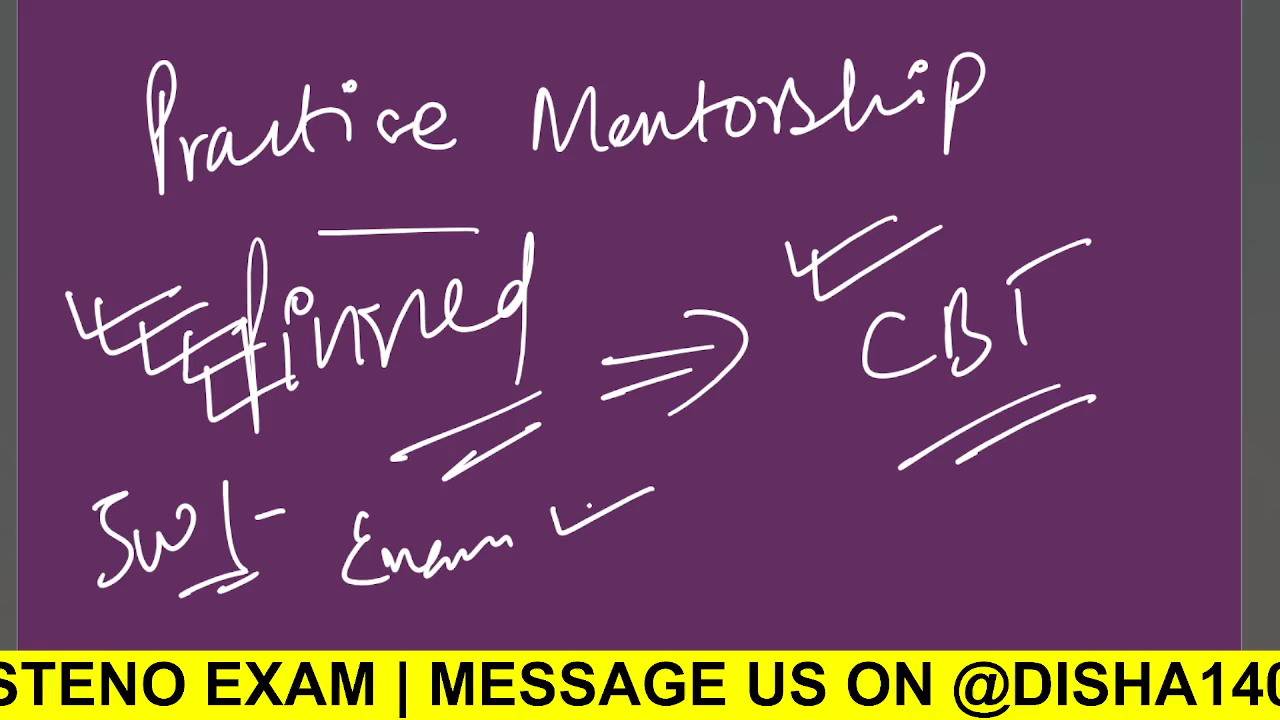 Practice Mentorship
Pinned ⇒ CBT
Exam
STENO EXAM | MESSAGE US ON @DISHA140